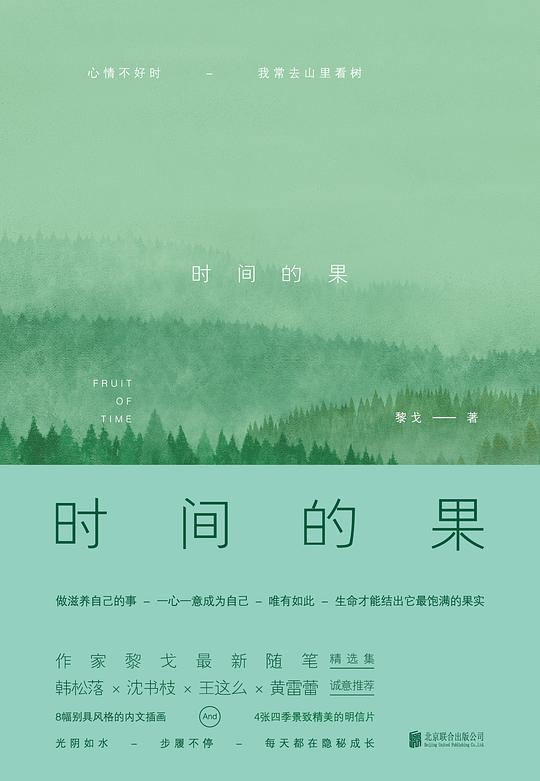 心情不好时 – 我常去山里看树
时间的果
FRUIT
OF
TIME
黎戈 — 著
时间的果
做滋养自己的事 – 一心一意成为自己 – 唯有如此 – 生命才能结出它最饱满的果实
作家黎戈最新随笔 精选集
韩松落 × 沈书枝 × 王这么 × 黄雷蕾 诚意推荐
8幅别具风格的内文插画 And 4张四季景致精美的明信片
光阴如水 – 步履不停 – 每天都在隐秘成长
北京联合出版公司
Beijing United Publishing Co.,Ltd.